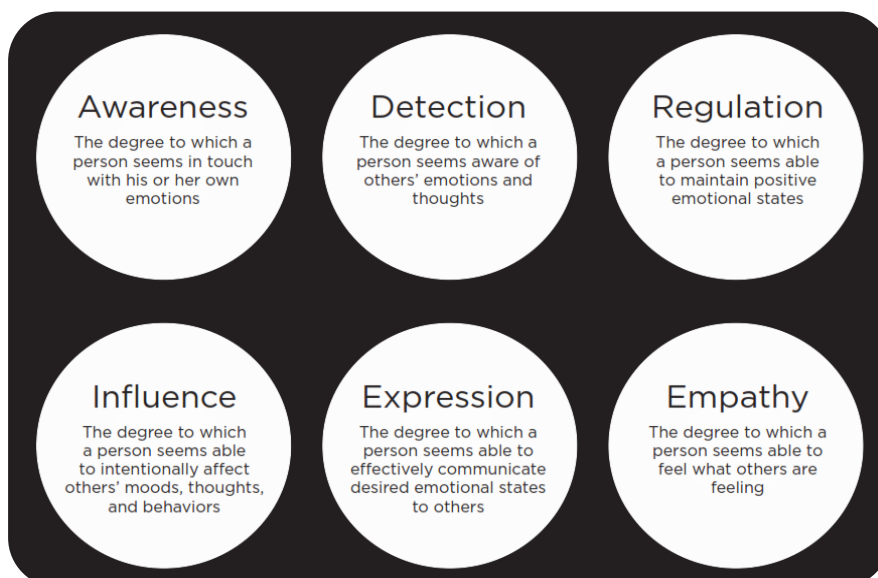 Awareness
The degree to which a
person seems in touch
with his or her own
emotions
Detection
The degree to which a
person seems aware of
others' emotions and
thoughts
Regulation
The degree to which
a person seems able
to maintain positive
emotional states
Influence
The degree to which
a person seems able
to intentionally affect
others' moods, thoughts,
and behaviors
Expression
The degree to which a
person seems able to
effectively communicate
desired emotional states
to others
Empathy
The degree to which a
person seems able to
feel what others are
feeling